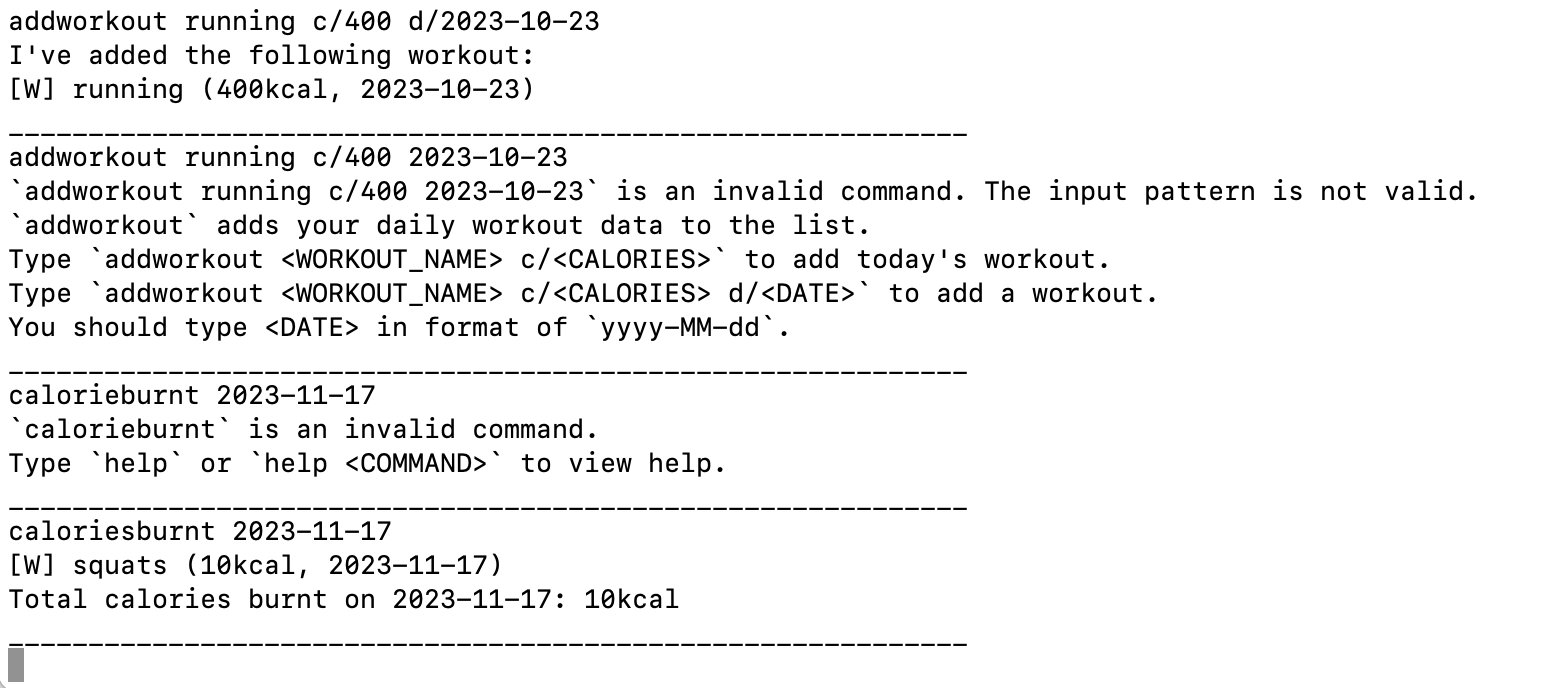 addworkout running c/400 d/2023-10-23
I've added the following workout:
[W] running (400kcal, 2023-10-23)
____________________________________________________________
addworkout running c/400 2023-10-23
`addworkout running c/400 2023-10-23` is an invalid command. The input pattern is not valid.
`addworkout` adds your daily workout data to the list.
Type `addworkout <WORKOUT_NAME> c/<CALORIES>` to add today's workout.
Type `addworkout <WORKOUT_NAME> c/<CALORIES> d/<DATE>` to add a workout.
You should type <DATE> in format of `yyyy-MM-dd`.
____________________________________________________________
calorieburnt 2023-11-17
`calorieburnt` is an invalid command.
Type `help` or `help <COMMAND>` to view help.
____________________________________________________________
caloriesburnt 2023-11-17
[W] squats (10kcal, 2023-11-17)
Total calories burnt on 2023-11-17: 10kcal
____________________________________________________________